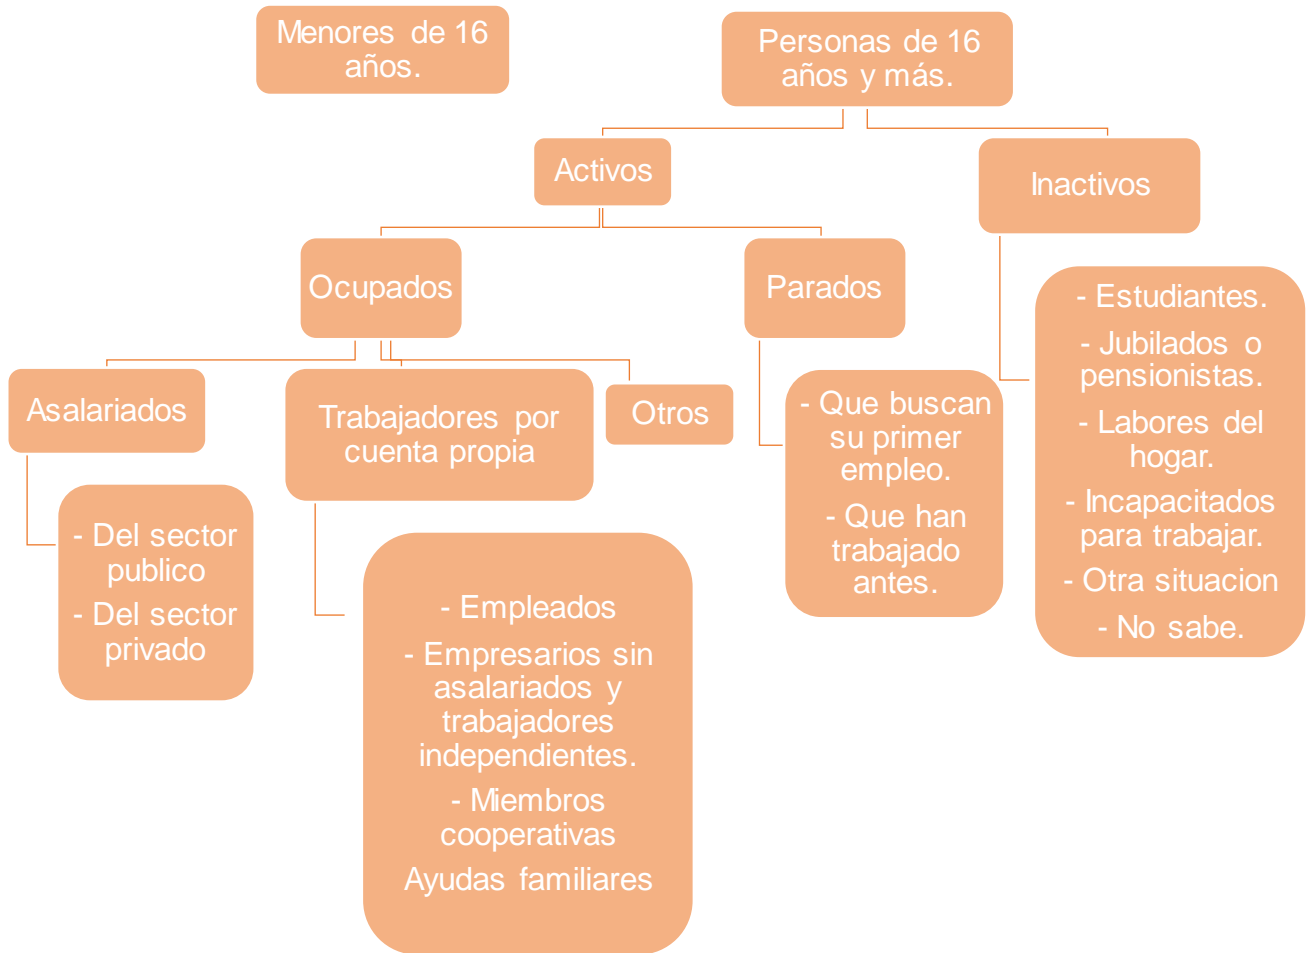 Menores de 16
años.
Personas de 16
años y más.
Activos
Inactivos
Ocupados
Parados
Asalariados
Trabajadores por
cuenta propia
Otros
- Del sector
publico
- Del sector
privado
- Empleados
- Empresarios sin
asalariados y
trabajadores
independientes.
- Miembros
cooperativas
Ayudas familiares
- Que buscan
su primer
empleo.
- Que han
trabajado
antes.
- Estudiantes.
- Jubilados o
pensionistas.
- Labores del
hogar.
- Incapacitados
para trabajar.
- Otra situacion
- No sabe.